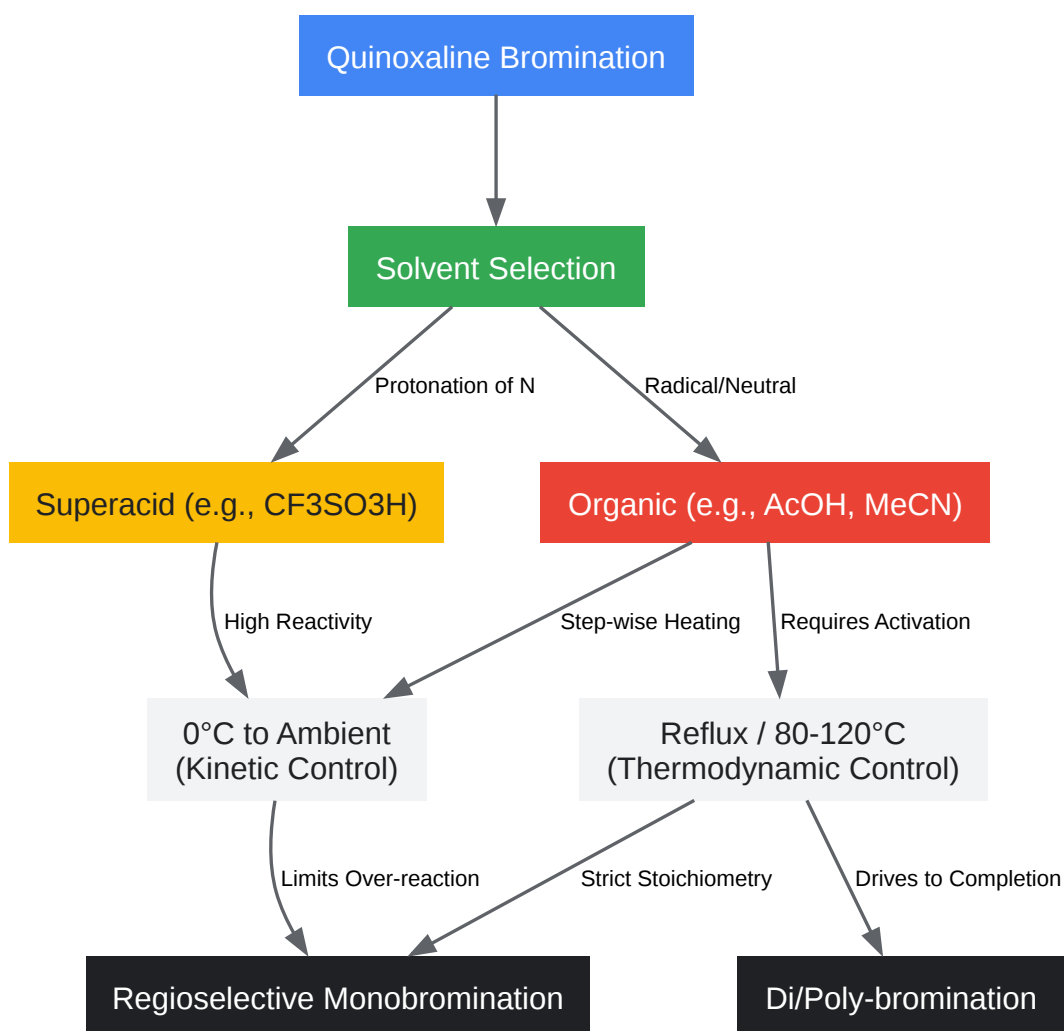 Quinoxaline Bromination
Solvent Selection
Protonation of N
Radical/Neutral
Superacid (e.g., CF3SO3H)
Organic (e.g., AcOH, MeCN)
High Reactivity
Step-wise Heating
Requires Activation
0°C to Ambient
(Kinetic Control)
Reflux / 80-120°C
(Thermodynamic Control)
Limits Over-reaction
Strict Stoichiometry
Drives to Completion
Regioselective Monobromination
Di/Poly-bromination